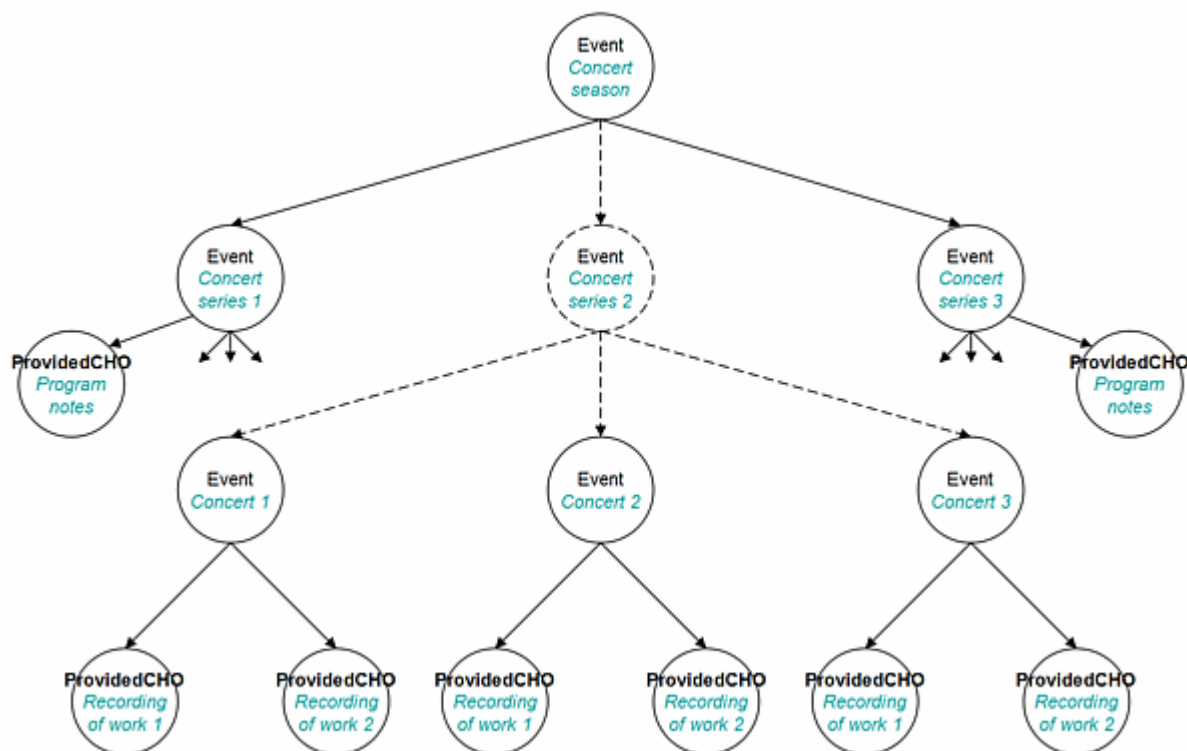 Event
Concert
season
Event
Concert
series 1
Event
Concert
series 2
Event
Concert
series 3
ProvidedCHO
Program
notes
ProvidedCHO
Program
notes
Event
Concert 1
Event
Concert 2
Event
Concert 3
ProvidedCHO
Recording
of work 1
ProvidedCHO
Recording
of work 2
ProvidedCHO
Recording
of work 1
ProvidedCHO
Recording
of work 2
ProvidedCHO
Recording
of work 1
ProvidedCHO
Recording
of work 2